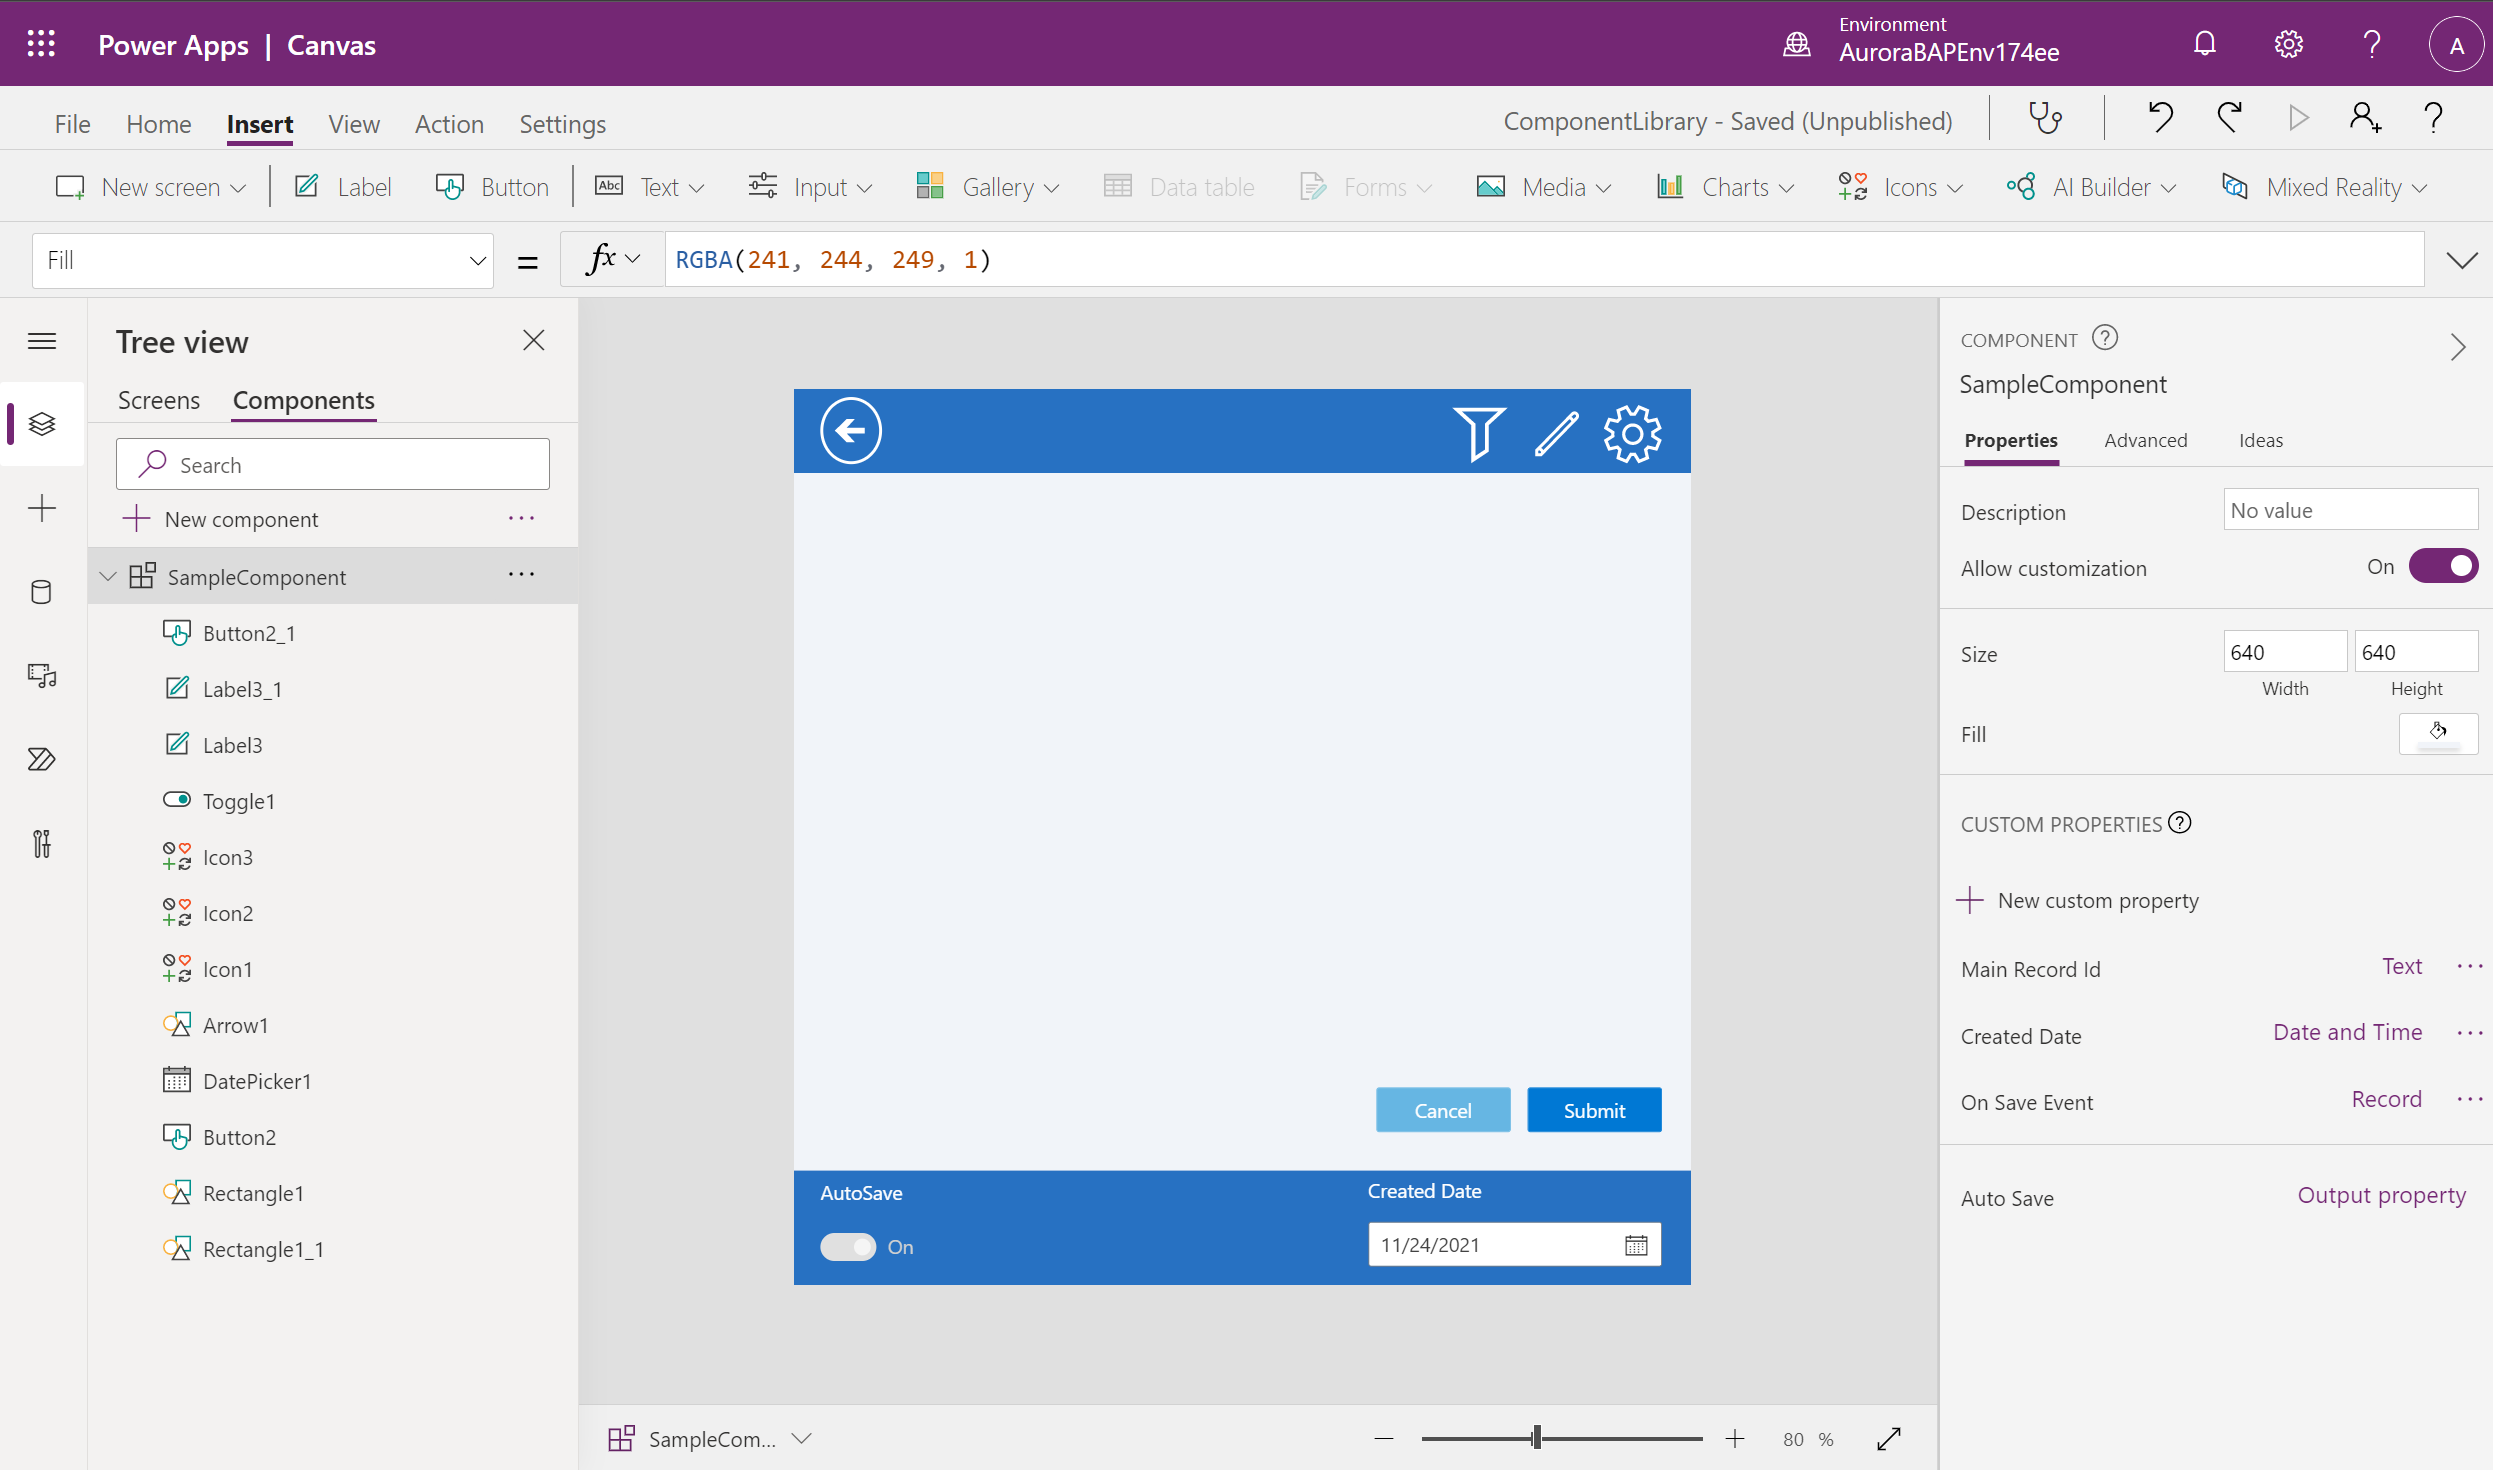 Power Apps | Canvas
Environment
AuroraBAPEnv174ee
A
File Home Insert View Action Settings
ComponentLibrary - Saved (Unpublished)
New screen Label Button Text Input Gallery Data table Forms Media Charts Icons AI Builder Mixed Reality
Abc
Fill = fx RGBA(241, 244, 249, 1)
Tree view
Screens Components
Search
New component
SampleComponent
Button2_1
Label3_1
Label3
Toggle1
Icon3
Icon2
Icon1
Arrow1
DatePicker1
Button2
Rectangle1
Rectangle1_1
Cancel Submit
AutoSave
On
Created Date
11/24/2021
SampleCom...
80 %
COMPONENT ?
SampleComponent
Properties Advanced Ideas
Description No value
Allow customization On
Size 640 640
Width Height
Fill
CUSTOM PROPERTIES ?
New custom property
Main Record Id Text
Created Date Date and Time
On Save Event Record
Auto Save Output property